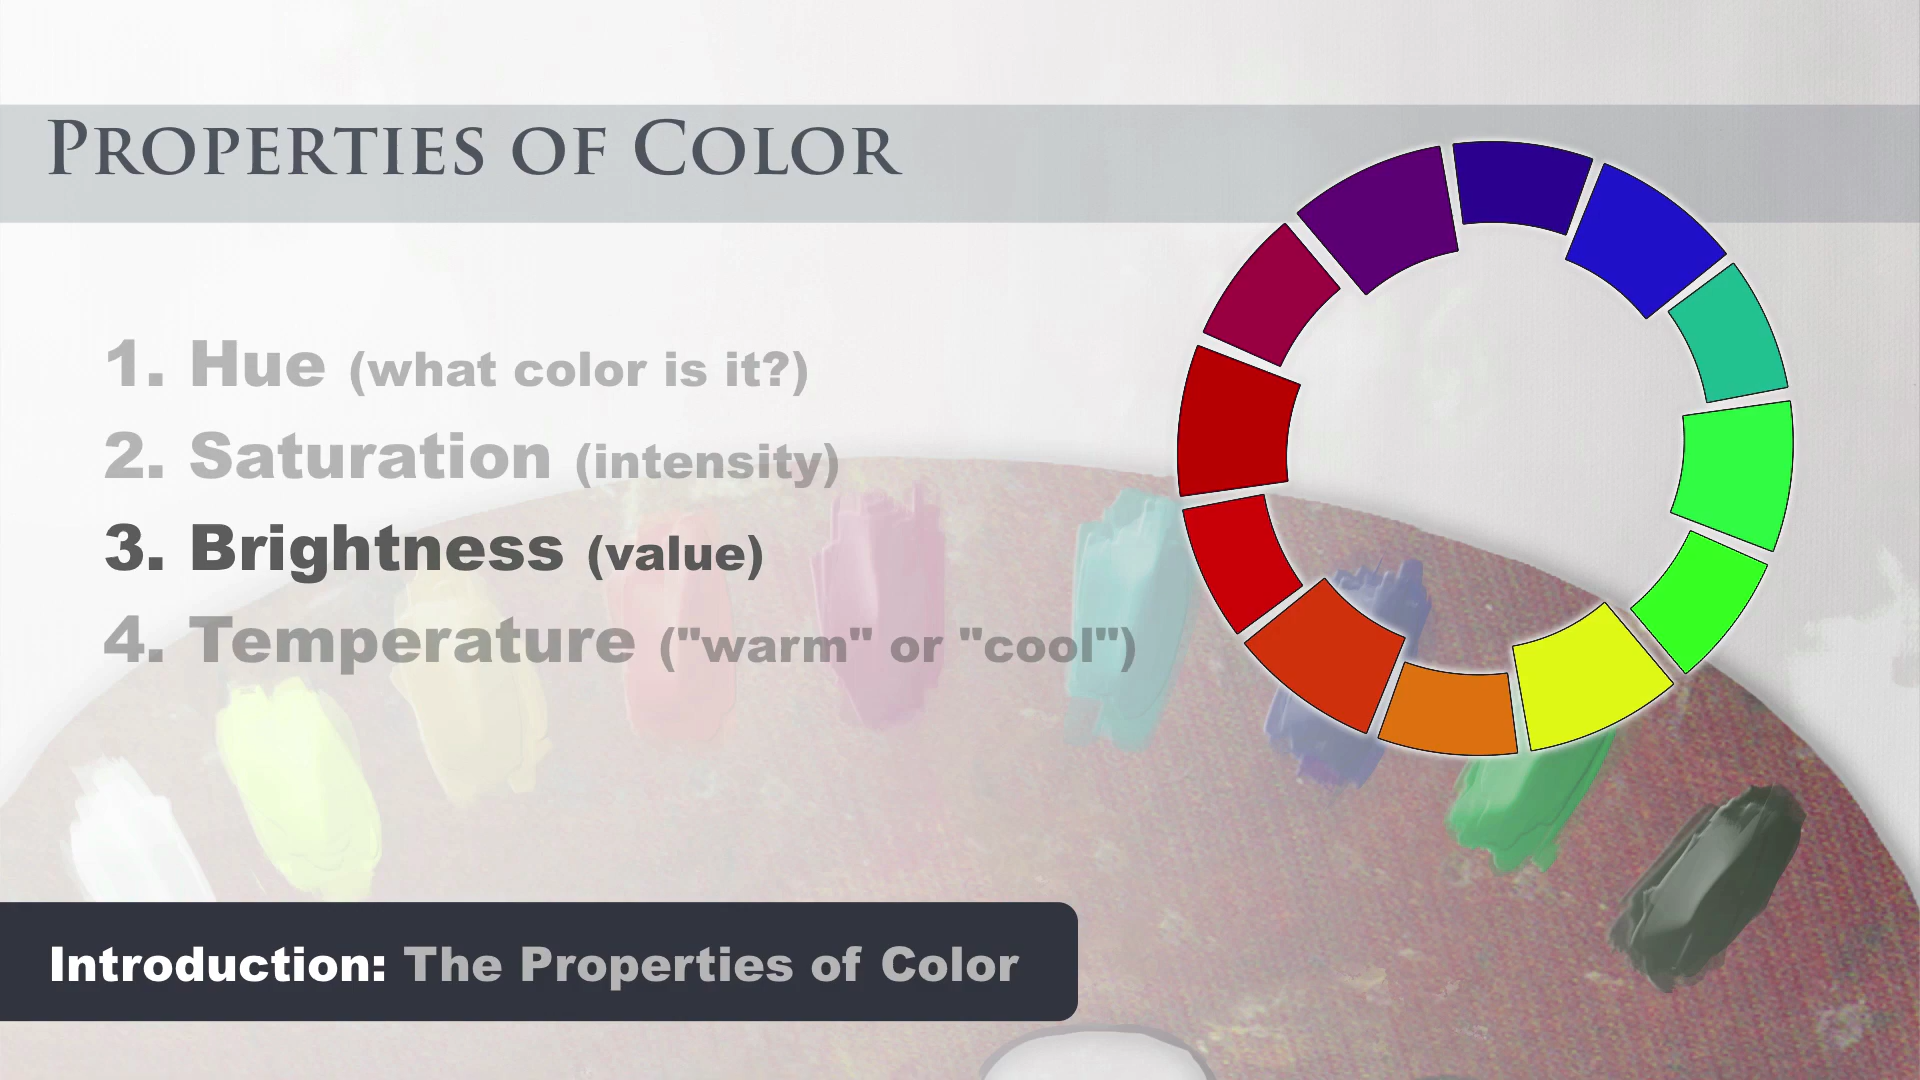 Properties of Color
1. Hue (what color is it?)
2. Saturation (intensity)
3. Brightness (value)
4. Temperature ("warm" or "cool")
Introduction: The Properties of Color